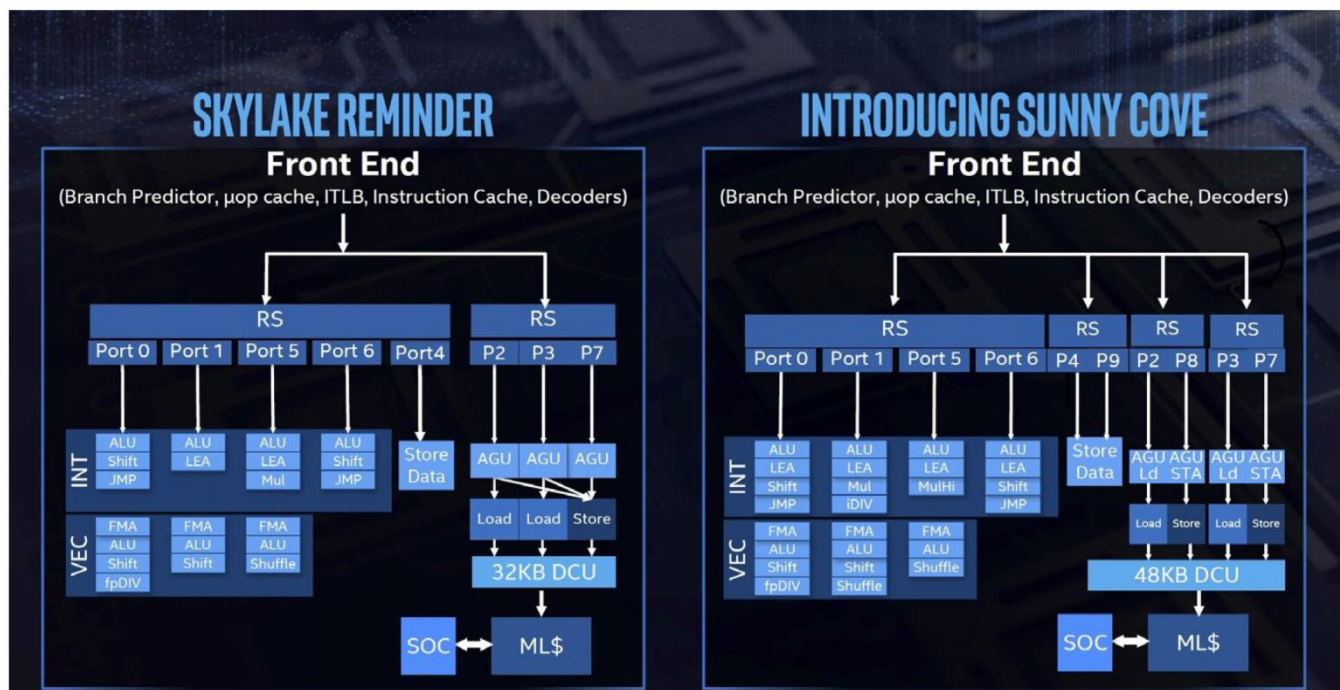 SKYLAKE REMINDER
Front End
(Branch Predictor, µop cache, ITLB, Instruction Cache, Decoders)
RS
RS
Port 0 Port 1 Port 5 Port 6 Port4
P2 P3 P7
INT
ALU
Shift
JMP
ALU
LEA
ALU
LEA
Mul
ALU
Shift
JMP
Store
Data
AGU AGU AGU
Load Load Store
VEC
FMA
ALU
Shift
fpDIV
FMA
ALU
Shift
FMA
ALU
Shuffle
32KB DCU
SOC
ML$
INTRODUCING SUNNY COVE
Front End
(Branch Predictor, µop cache, ITLB, Instruction Cache, Decoders)
RS
RS
RS
RS
Port 0 Port 1 Port 5 Port 6
P4 P9 P2 P8 P3 P7
INT
ALU
LEA
Shift
JMP
ALU
LEA
Mul
iDIV
ALU
LEA
MulHi
ALU
LEA
Shift
JMP
Store
Data
AGU
Ld
AGU
STA
AGU
Ld
AGU
STA
Load Store Load Store
VEC
FMA
ALU
Shift
fpDIV
FMA
ALU
Shift
Shuffle
FMA
ALU
Shuffle
48KB DCU
SOC
ML$